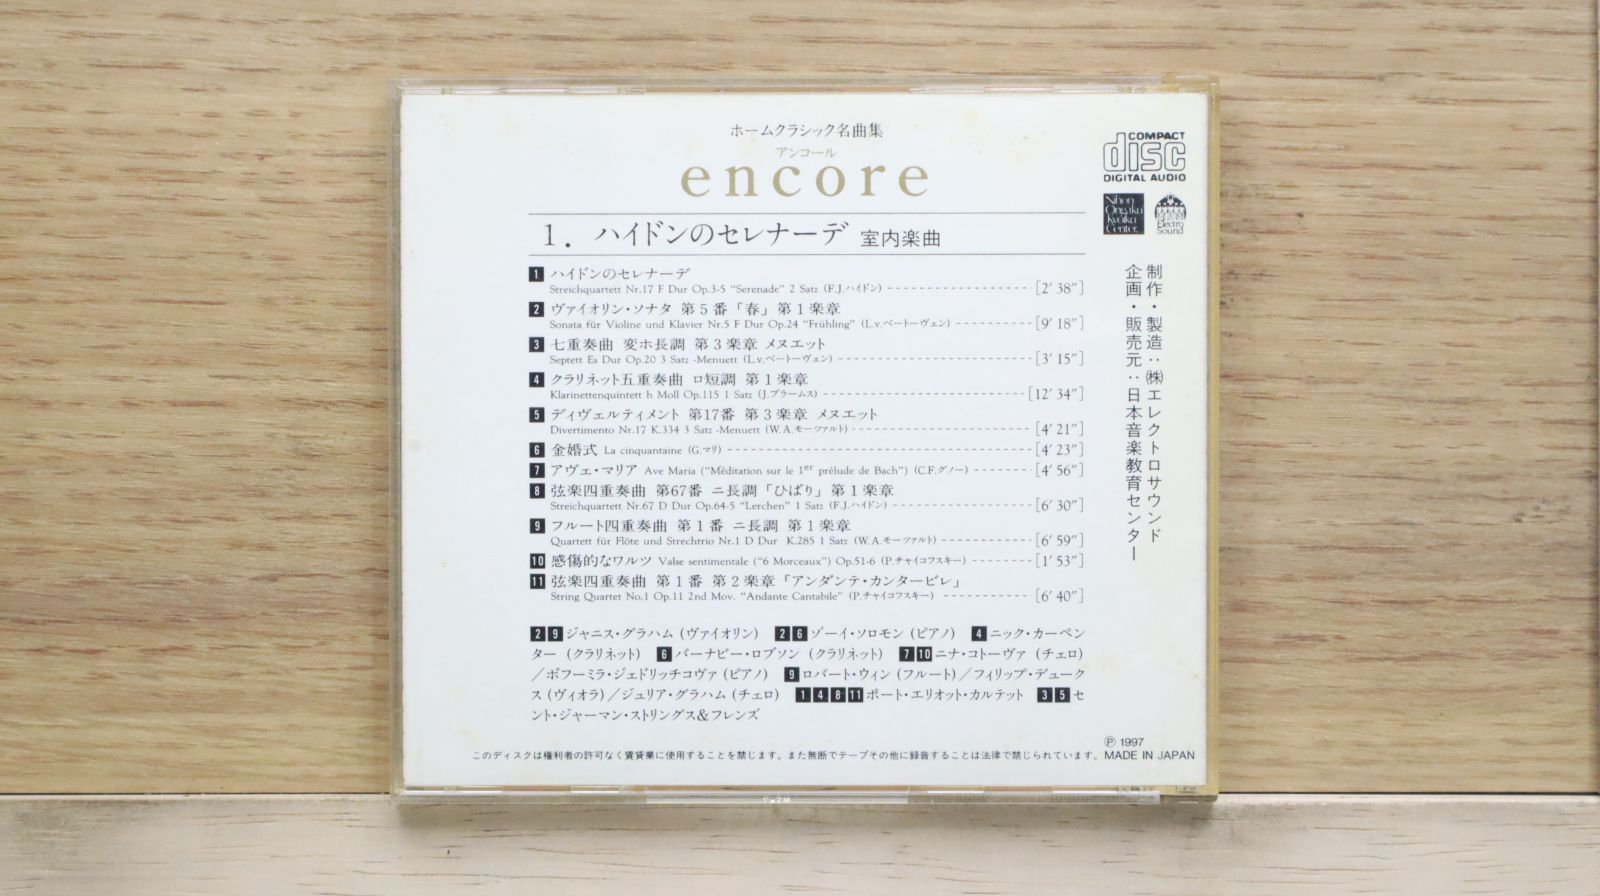 ホームクラシック名曲集
アンコール
encore
COMPACT
disc
DIGITAL AUDIO
Nihon
Ongaku
Kyoiku
Center.
Electro
Sound
1. ハイドンのセレナーデ 室内楽曲
1 ハイドンのセレナーデ
Streichquartett Nr.17 F Dur Op.3-5 “Serenade” 2 Satz (F.J.ハイドン) [2′ 38″]
2 ヴァイオリン・ソナタ 第5番「春」第1楽章
Sonata für Violine und Klavier Nr.5 F Dur Op.24 “Frühling” (L.v.ベートーヴェン) [9′ 18″]
3 七重奏曲 変ホ長調 第3楽章 メヌエット
Septett Es Dur Op.20 3 Satz -Menuett (L.v.ベートーヴェン) [3′ 15″]
4 クラリネット五重奏曲 ロ短調 第1楽章
Klarinettenquintett h Moll Op.115 1 Satz (J.ブラームス) [12′ 34″]
5 ディヴェルティメント 第17番 第3楽章 メヌエット
Divertimento Nr.17 K.334 3 Satz -Menuett (W.A.モーツァルト) [4′ 21″]
6 金婚式 La cinquantaine (G.マリ) [4′ 23″]
7 アヴェ・マリア Ave Maria (“Méditation sur le 1er prélude de Bach”) (C.F.グノー) [4′ 56″]
8 弦楽四重奏曲 第67番 ニ長調「ひばり」第1楽章
Streichquartett Nr.67 D Dur Op.64-5 “Lerchen” 1 Satz (F.J.ハイドン) [6′ 30″]
9 フルート四重奏曲 第1番 ニ長調 第1楽章
Quartett für Flöte und Strechtrio Nr.1 D Dur K.285 1 Satz (W.A.モーツァルト) [6′ 59″]
10 感傷的なワルツ Valse sentimentale (“6 Morceaux”) Op.51-6 (P.チャイコフスキー) [1′ 53″]
11 弦楽四重奏曲 第1番 第2楽章「アンダンテ・カンタービレ」
String Quartet No.1 Op.11 2nd Mov. “Andante Cantabile” (P.チャイコフスキー) [6′ 40″]
2 9 ジャニス・グラハム (ヴァイオリン) 2 6 ゾーイ・ソロモン (ピアノ) 4 ニック・カーペン
ター (クラリネット) 6 バーナビー・ロブソン (クラリネット) 7 10 ニナ・コトーヴァ (チェロ)
/ボフーミラ・ジェドリッチコヴァ (ピアノ) 9 ロバート・ウィン (フルート)/フィリップ・デューク
ス (ヴィオラ)/ジュリア・グラハム (チェロ) 1 4 8 11 ポート・エリオット・カルテット 3 5 セ
ント・ジャーマン・ストリングス&フレンズ
制作・製造:㈱エレクトロサウンド
企画・販売元:日本音楽教育センター
℗ 1997
このディスクは権利者の許可なく賃貸業に使用することを禁じます。また無断でテープその他に録音することは法律で禁じられています。 MADE IN JAPAN